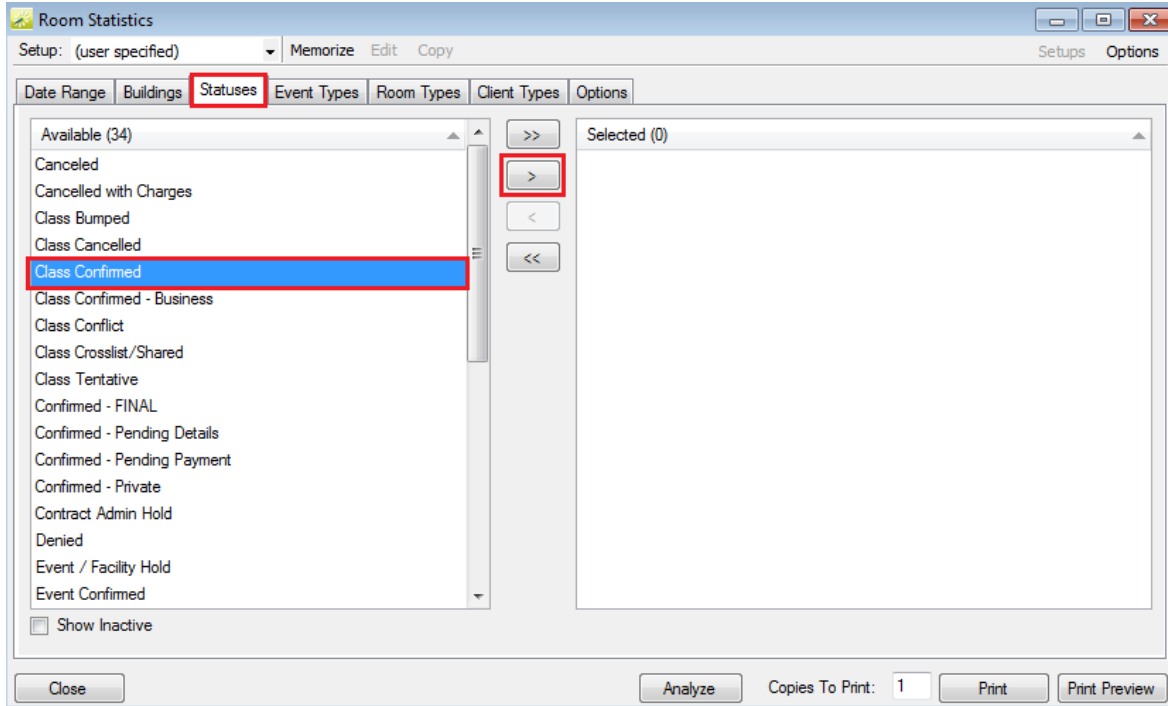 Room Statistics
Setup: (user specified) Memorize Edit Copy Setups Options
Date Range Buildings Statuses Event Types Room Types Client Types Options
Available (34) >> Selected (0)
Canceled
>
Cancelled with Charges
Class Bumped <
Class Cancelled
<<
Class Confirmed
Class Confirmed - Business
Class Conflict
Class Crosslist/Shared
Class Tentative
Confirmed - FINAL
Confirmed - Pending Details
Confirmed - Pending Payment
Confirmed - Private
Contract Admin Hold
Denied
Event / Facility Hold
Event Confirmed
Show Inactive
Close Analyze Copies To Print: 1 Print Print Preview